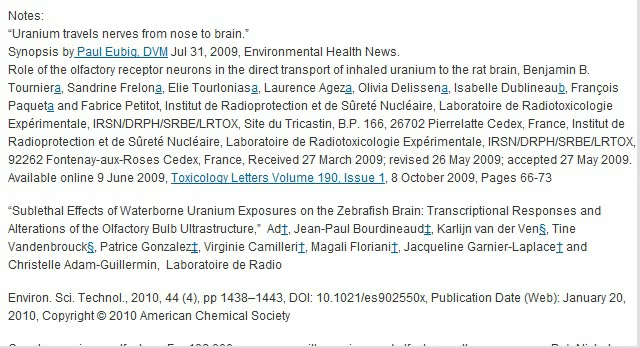 Notes:
“Uranium travels nerves from nose to brain.”
Synopsis by Paul Eubig, DVM Jul 31, 2009, Environmental Health News.
Role of the olfactory receptor neurons in the direct transport of inhaled uranium to the rat brain, Benjamin B.
Tourniera, Sandrine Frelona, Elie Tourloniasa, Laurence Ageza, Olivia Delissena, Isabelle Dublineaub, François
Paqueta and Fabrice Petitot, Institut de Radioprotection et de Sûreté Nucléaire, Laboratoire de Radiotoxicologie
Expérimentale, IRSN/DRPH/SRBE/LRTOX, Site du Tricastin, B.P. 166, 26702 Pierrelatte Cedex, France, Institut de
Radioprotection et de Sûreté Nucléaire, Laboratoire de Radiotoxicologie Expérimentale, IRSN/DRPH/SRBE/LRTOX,
92262 Fontenay-aux-Roses Cedex, France, Received 27 March 2009; revised 26 May 2009; accepted 27 May 2009.
Available online 9 June 2009, Toxicology Letters Volume 190, Issue 1, 8 October 2009, Pages 66-73
“Sublethal Effects of Waterborne Uranium Exposures on the Zebrafish Brain: Transcriptional Responses and
Alterations of the Olfactory Bulb Ultrastructure,” Ad†, Jean-Paul Bourdineaud‡, Karlijn van der Ven§, Tine
Vandenbrouck§, Patrice Gonzalez‡, Virginie Camilleri†, Magali Floriani†, Jacqueline Garnier-Laplace† and
Christelle Adam-Guillermin, Laboratoire de Radio
Environ. Sci. Technol., 2010, 44 (4), pp 1438–1443, DOI: 10.1021/es902550x, Publication Date (Web): January 20,
2010, Copyright © 2010 American Chemical Society